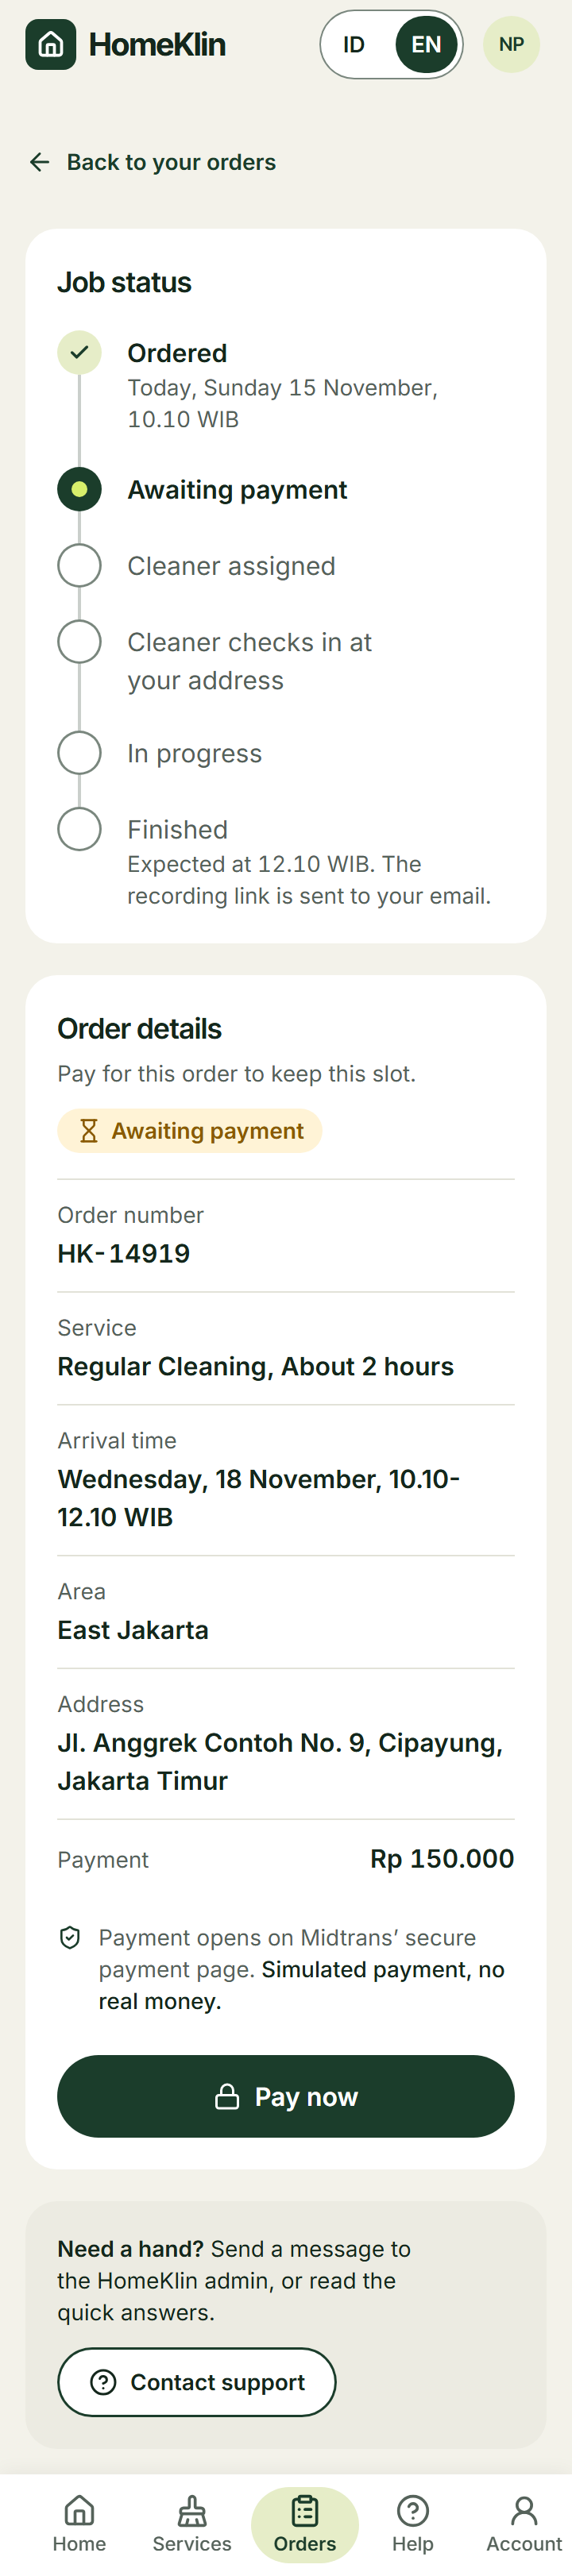 HomeKlin
ID
EN
NP
Back to your orders
Job status
Ordered
Today, Sunday 15 November,
10.10 WIB
Awaiting payment
Cleaner assigned
Cleaner checks in at
your address
In progress
Finished
Expected at 12.10 WIB. The
recording link is sent to your email.
Order details
Pay for this order to keep this slot.
Awaiting payment
Order number
HK-14919
Service
Regular Cleaning, About 2 hours
Arrival time
Wednesday, 18 November, 10.10-
12.10 WIB
Area
East Jakarta
Address
Jl. Anggrek Contoh No. 9, Cipayung,
Jakarta Timur
Payment
Rp 150.000
Payment opens on Midtrans’ secure
payment page. Simulated payment, no
real money.
Pay now
Need a hand? Send a message to
the HomeKlin admin, or read the
quick answers.
Contact support
Home
Services
Orders
Help
Account